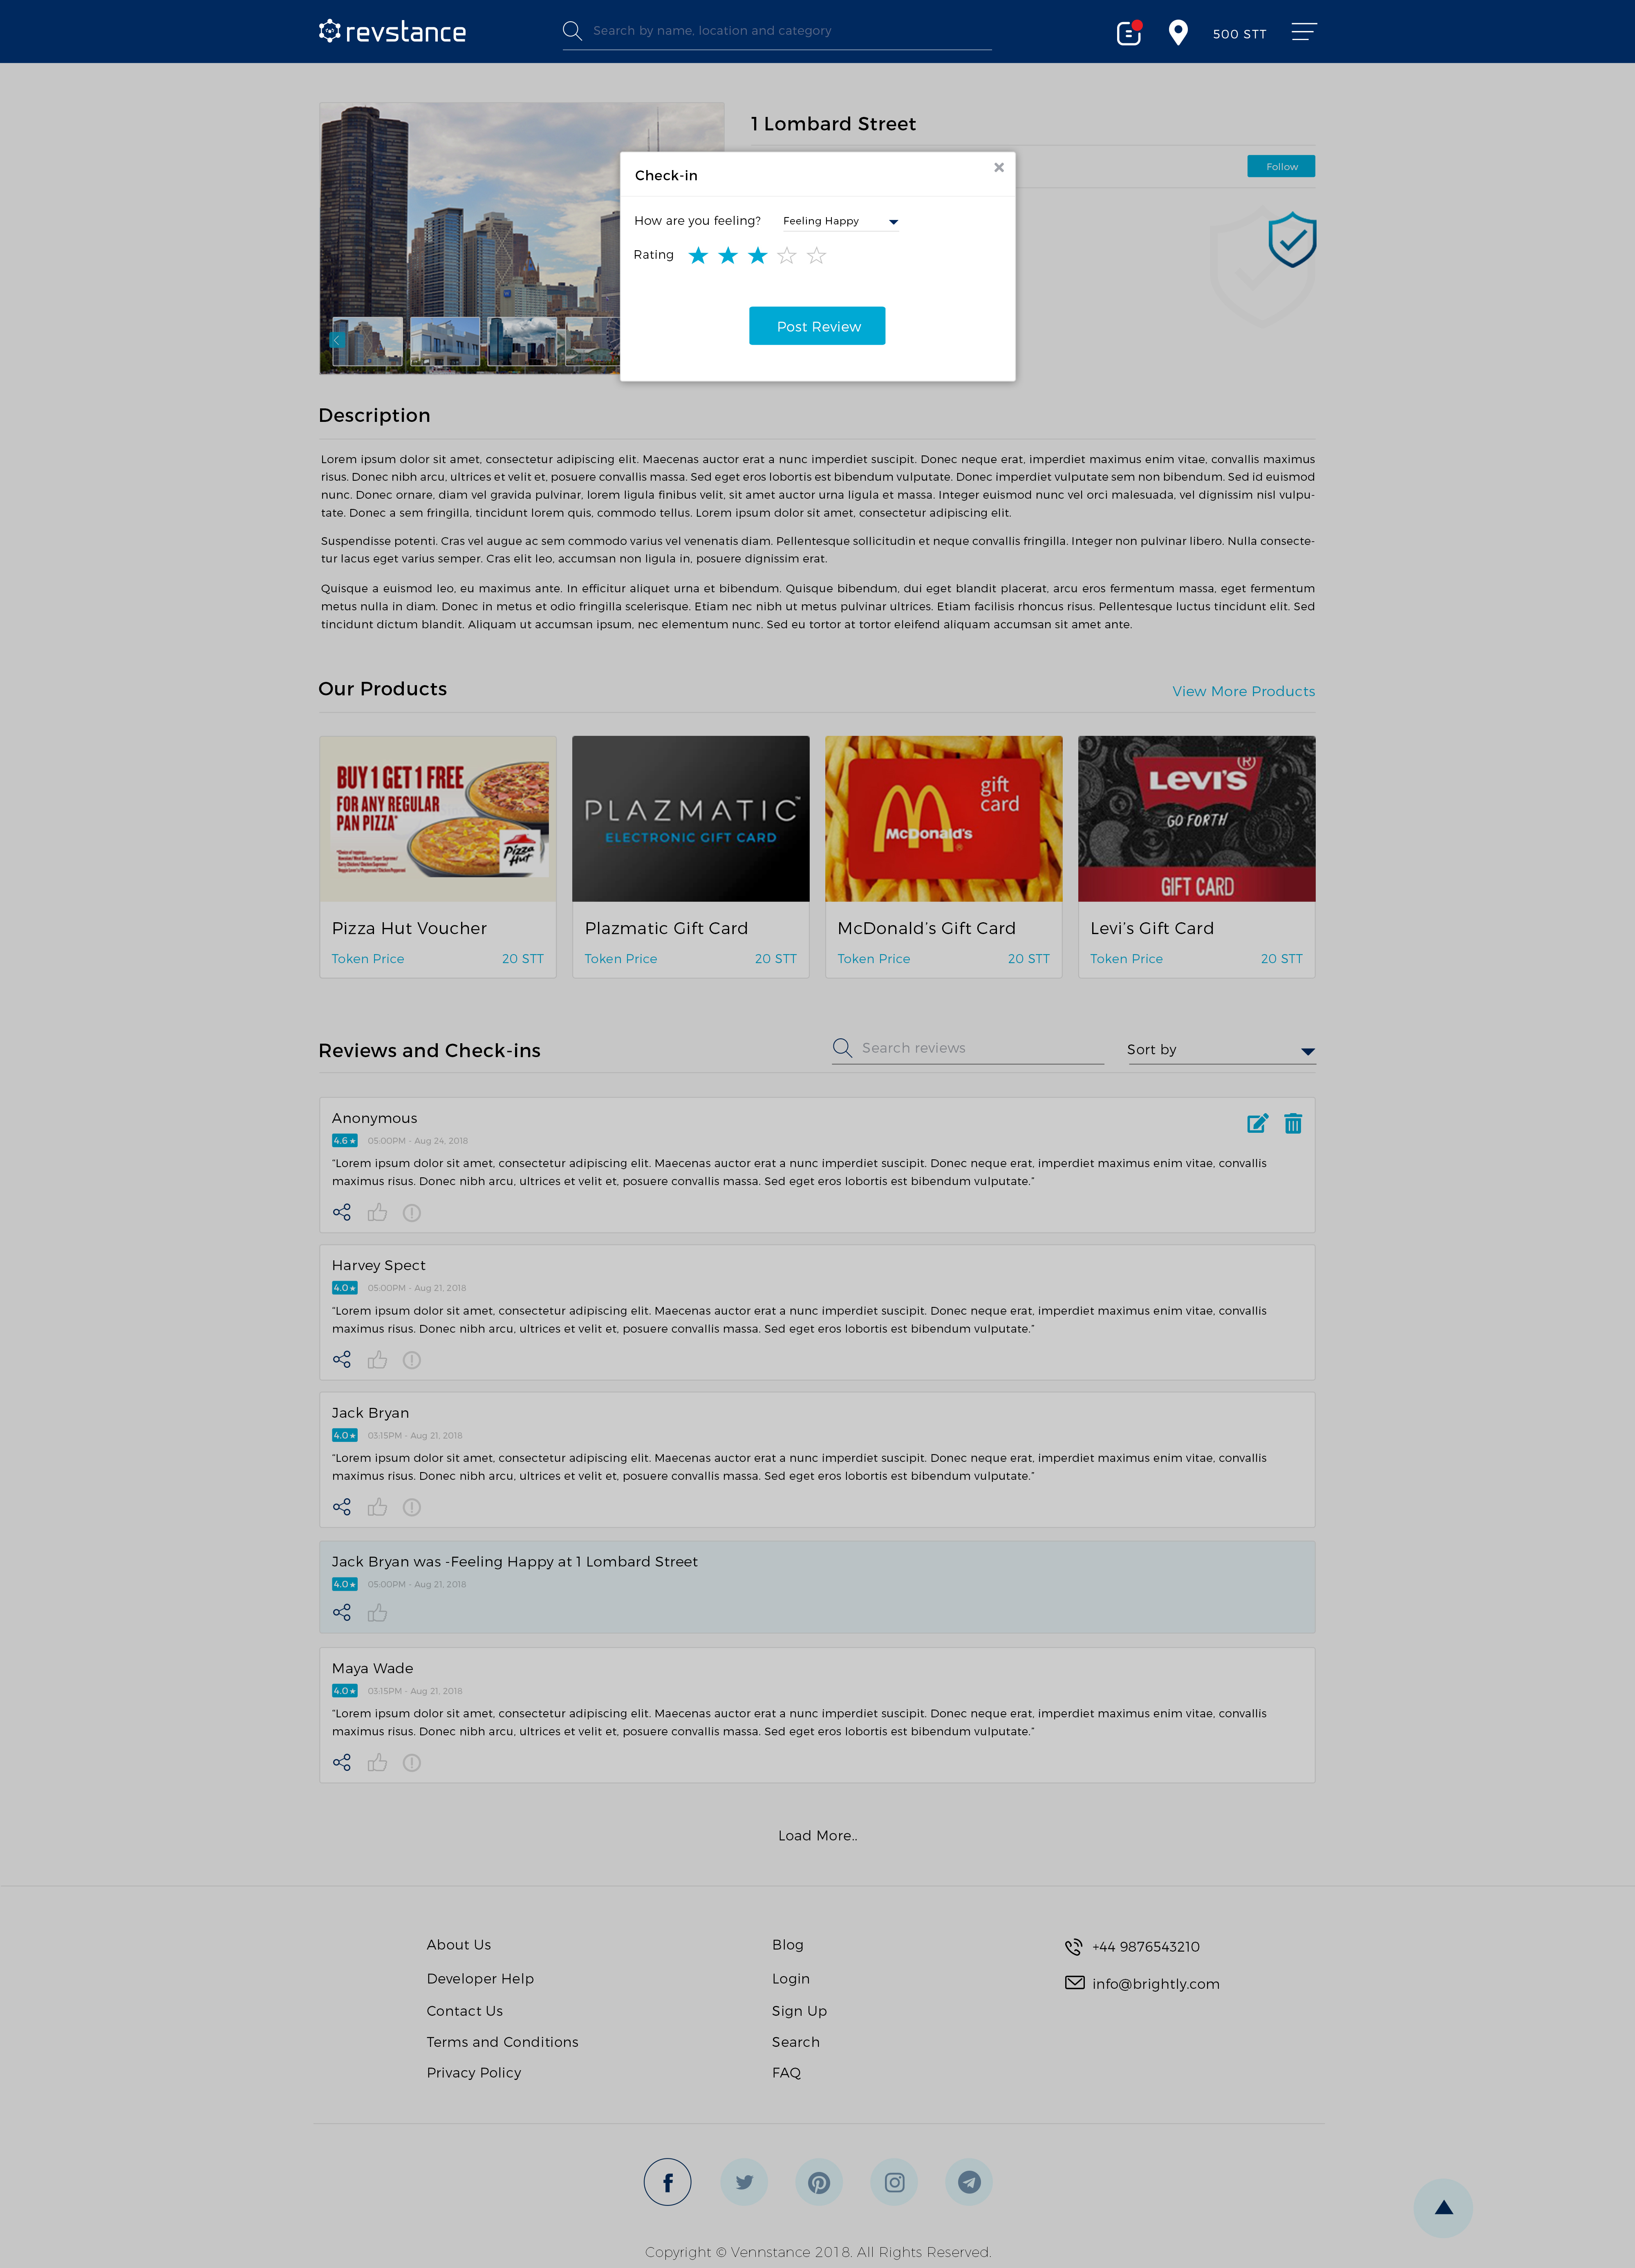 revstance
Search by name, location and category
500 STT
1 Lombard Street
Follow
Check-in
How are you feeling?
Feeling Happy
Rating
Post Review
Description
Lorem ipsum dolor sit amet, consectetur adipiscing elit. Maecenas auctor erat a nunc imperdiet suscipit. Donec neque erat, imperdiet maximus enim vitae, convallis maximus
risus. Donec nibh arcu, ultrices et velit et, posuere convallis massa. Sed eget eros lobortis est bibendum vulputate. Donec imperdiet vulputate sem non bibendum. Sed id euismod
nunc. Donec ornare, diam vel gravida pulvinar, lorem ligula finibus velit, sit amet auctor urna ligula et massa. Integer euismod nunc vel orci malesuada, vel dignissim nisl vulpu-
tate. Donec a sem fringilla, tincidunt lorem quis, commodo tellus. Lorem ipsum dolor sit amet, consectetur adipiscing elit.
Suspendisse potenti. Cras vel augue ac sem commodo varius vel venenatis diam. Pellentesque sollicitudin et neque convallis fringilla. Integer non pulvinar libero. Nulla consecte-
tur lacus eget varius semper. Cras elit leo, accumsan non ligula in, posuere dignissim erat.
Quisque a euismod leo, eu maximus ante. In efficitur aliquet urna et bibendum. Quisque bibendum, dui eget blandit placerat, arcu eros fermentum massa, eget fermentum
metus nulla in diam. Donec in metus et odio fringilla scelerisque. Etiam nec nibh ut metus pulvinar ultrices. Etiam facilisis rhoncus risus. Pellentesque luctus tincidunt elit. Sed
tincidunt dictum blandit. Aliquam ut accumsan ipsum, nec elementum nunc. Sed eu tortor at tortor eleifend aliquam accumsan sit amet ante.
Our Products
View More Products
BUY 1 GET 1 FREE
FOR ANY REGULAR
PAN PIZZA*
Pizza Hut
Pizza Hut Voucher
Token Price 20 STT
PLAZMATIC™
ELECTRONIC GIFT CARD
Plazmatic Gift Card
Token Price 20 STT
gift
card
McDonald's
McDonald's Gift Card
Token Price 20 STT
LEVI'S ®
GO FORTH
GIFT CARD
Levi's Gift Card
Token Price 20 STT
Reviews and Check-ins
Search reviews
Sort by
Anonymous
4.6 ★ 05:00PM - Aug 24, 2018
"Lorem ipsum dolor sit amet, consectetur adipiscing elit. Maecenas auctor erat a nunc imperdiet suscipit. Donec neque erat, imperdiet maximus enim vitae, convallis
maximus risus. Donec nibh arcu, ultrices et velit et, posuere convallis massa. Sed eget eros lobortis est bibendum vulputate."
Harvey Spect
4.0 ★ 05:00PM - Aug 21, 2018
"Lorem ipsum dolor sit amet, consectetur adipiscing elit. Maecenas auctor erat a nunc imperdiet suscipit. Donec neque erat, imperdiet maximus enim vitae, convallis
maximus risus. Donec nibh arcu, ultrices et velit et, posuere convallis massa. Sed eget eros lobortis est bibendum vulputate."
Jack Bryan
4.0 ★ 03:15PM - Aug 21, 2018
"Lorem ipsum dolor sit amet, consectetur adipiscing elit. Maecenas auctor erat a nunc imperdiet suscipit. Donec neque erat, imperdiet maximus enim vitae, convallis
maximus risus. Donec nibh arcu, ultrices et velit et, posuere convallis massa. Sed eget eros lobortis est bibendum vulputate."
Jack Bryan was -Feeling Happy at 1 Lombard Street
4.0 ★ 05:00PM - Aug 21, 2018
Maya Wade
4.0 ★ 03:15PM - Aug 21, 2018
"Lorem ipsum dolor sit amet, consectetur adipiscing elit. Maecenas auctor erat a nunc imperdiet suscipit. Donec neque erat, imperdiet maximus enim vitae, convallis
maximus risus. Donec nibh arcu, ultrices et velit et, posuere convallis massa. Sed eget eros lobortis est bibendum vulputate."
Load More..
About Us
Developer Help
Contact Us
Terms and Conditions
Privacy Policy
Blog
Login
Sign Up
Search
FAQ
+44 9876543210
info@brightly.com
Copyright © Vennstance 2018. All Rights Reserved.